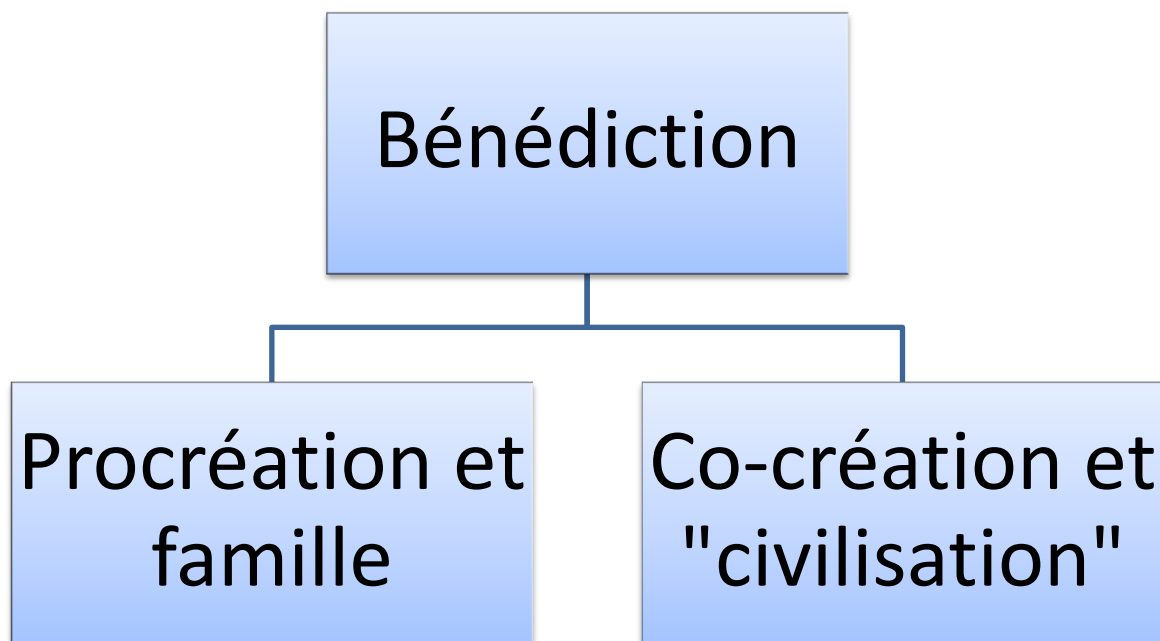 Bénédiction
Procréation et
famille
Co-création et
"civilisation"